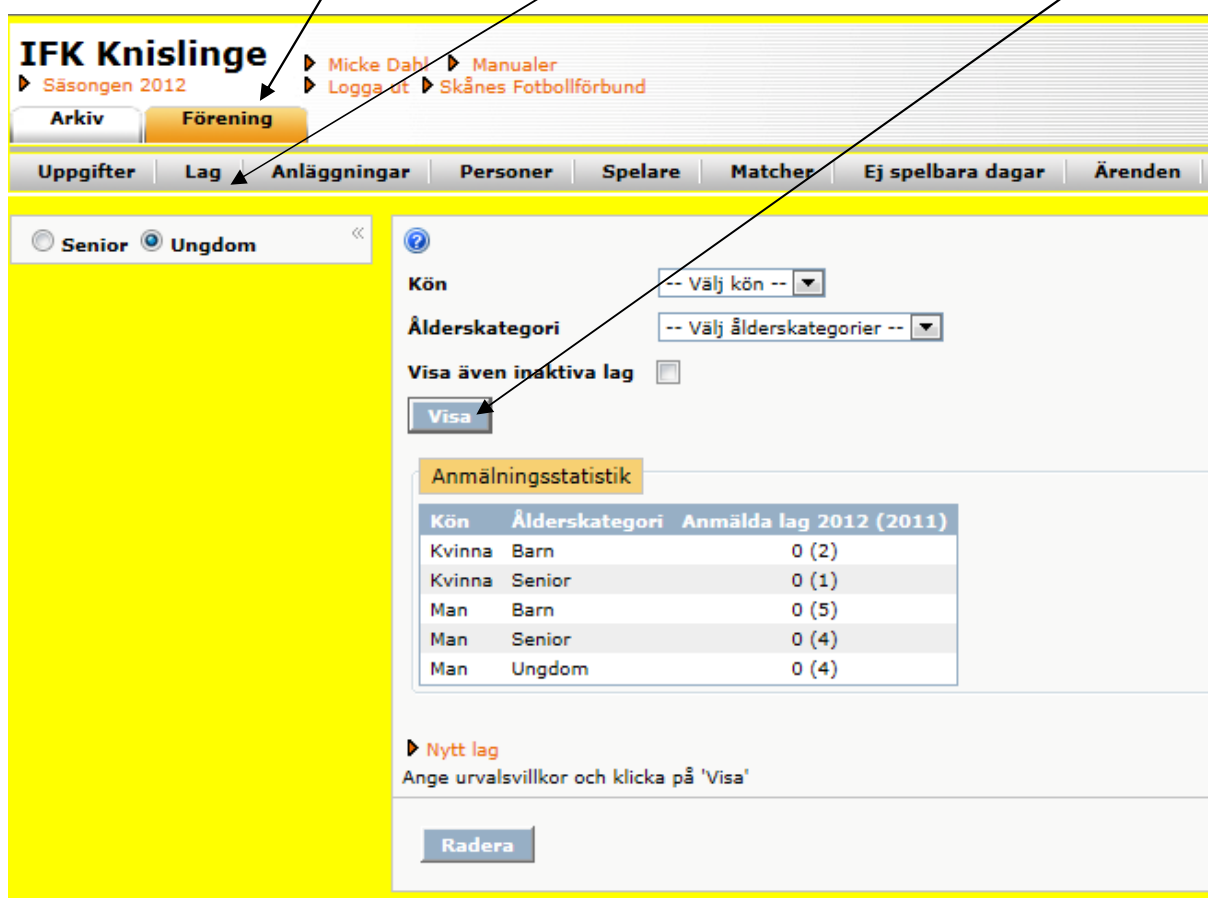 IFK Knislinge
Micke Dahl Manualer
Säsongen 2012 Logga ut Skånes Fotbollförbund
Arkiv Förening
Uppgifter Lag Anläggningar Personer Spelare Matcher Ej spelbara dagar Ärenden
Senior Ungdom «
?
Kön -- Välj kön --
Ålderskategori -- Välj ålderskategorier --
Visa även inaktiva lag
Visa
Anmälningsstatistik
Kön Ålderskategori Anmälda lag 2012 (2011)
Kvinna Barn 0 (2)
Kvinna Senior 0 (1)
Man Barn 0 (5)
Man Senior 0 (4)
Man Ungdom 0 (4)
Nytt lag
Ange urvalsvillkor och klicka på 'Visa'
Radera